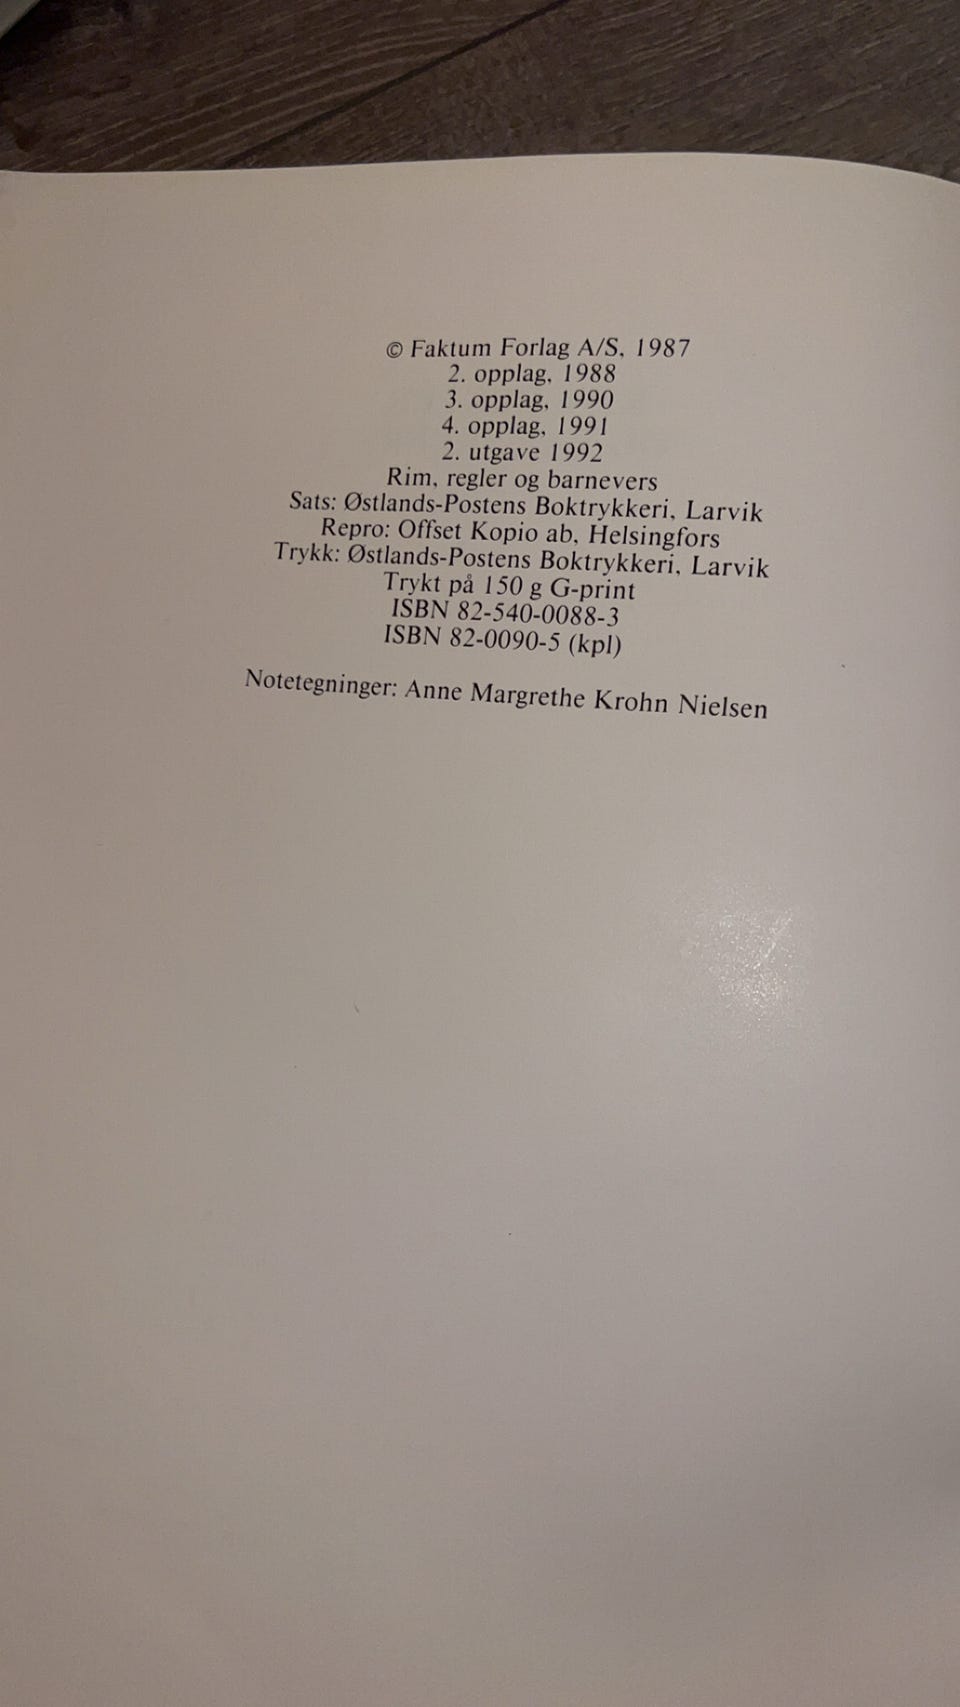 © Faktum Forlag A/S, 1987
2. opplag, 1988
3. opplag, 1990
4. opplag, 1991
2. utgave 1992
Rim, regler og barnevers
Sats: Østlands-Postens Boktrykkeri, Larvik
Repro: Offset Kopio ab, Helsingfors
Trykk: Østlands-Postens Boktrykkeri, Larvik
Trykt på 150 g G-print
ISBN 82-540-0088-3
ISBN 82-0090-5 (kpl)
Notetegninger: Anne Margrethe Krohn Nielsen